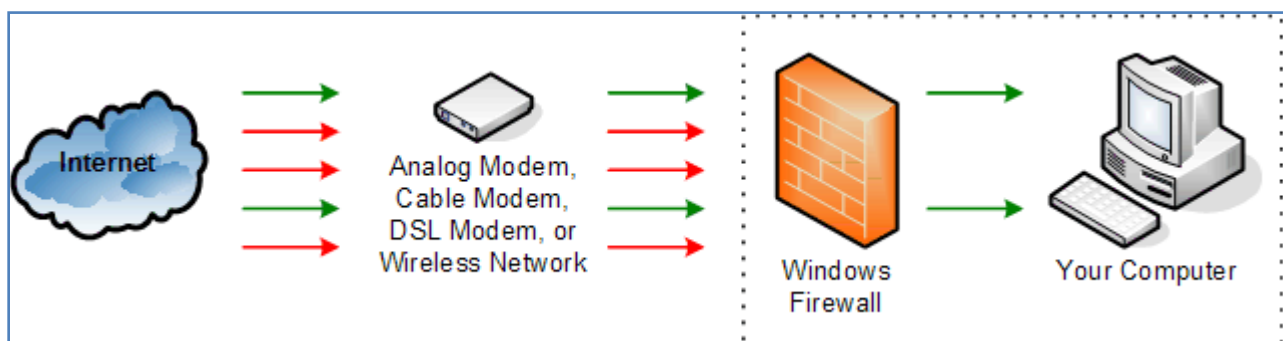 Internet
Analog Modem,
Cable Modem,
DSL Modem, or
Wireless Network
Windows
Firewall
Your Computer